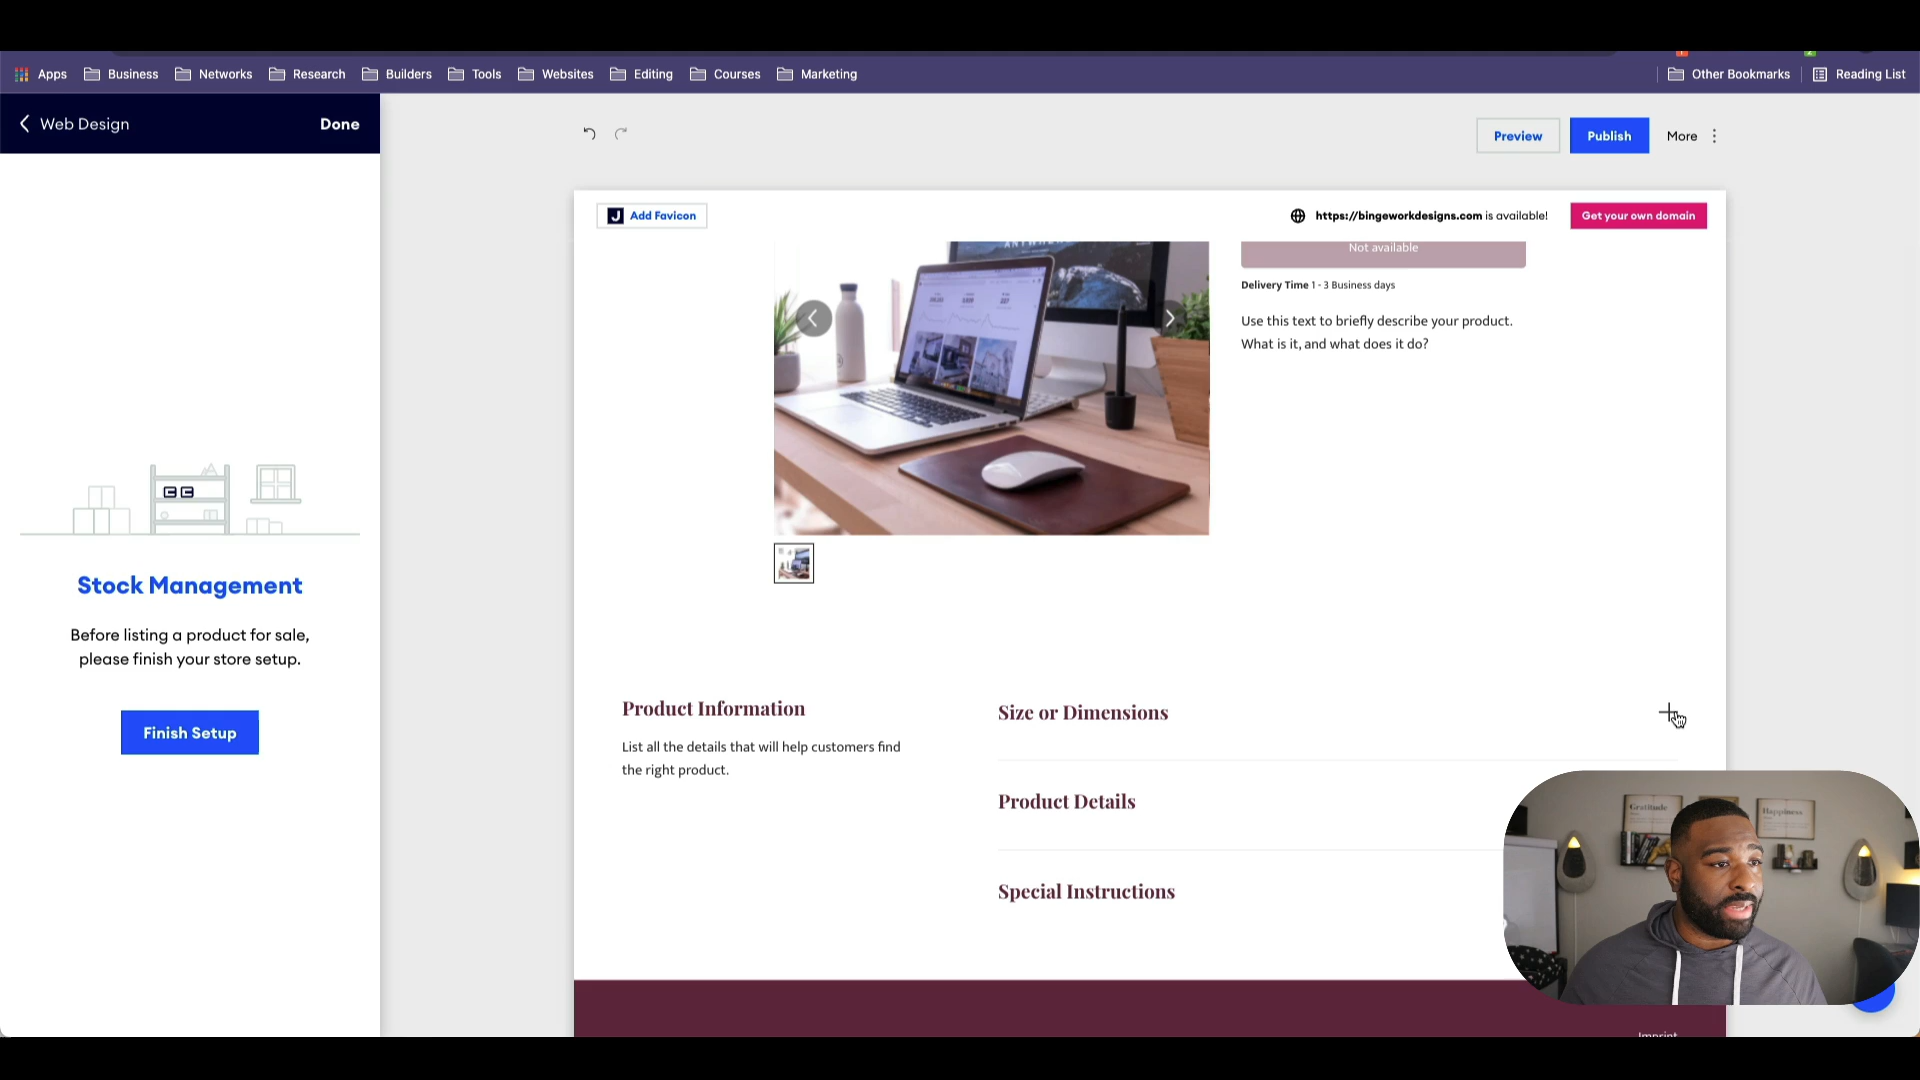 Apps
Business
Networks
Research
Builders
Tools
Websites
Editing
Courses
Marketing
Other Bookmarks
Reading List
Web Design
Done
Preview
Publish
More
J Add Favicon
https://bingeworkdesigns.com is available!
Get your own domain
Not available
Delivery Time 1 - 3 Business days
Use this text to briefly describe your product.
What is it, and what does it do?
Stock Management
Before listing a product for sale,
please finish your store setup.
Finish Setup
Product Information
List all the details that will help customers find
the right product.
Size or Dimensions
Product Details
Special Instructions
Gratitude
Happiness
Imprint